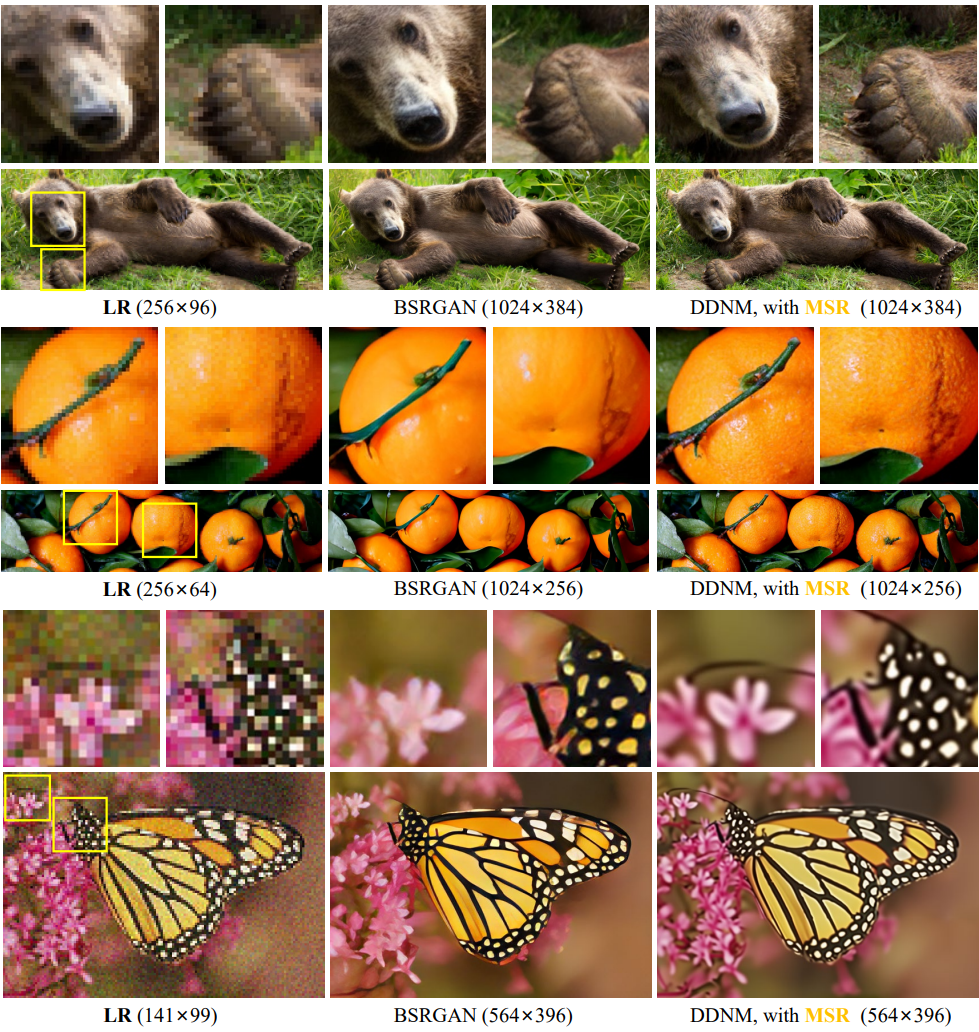 LR (256×96) BSRGAN (1024×384) DDNM, with MSR (1024×384)
LR (256×64) BSRGAN (1024×256) DDNM, with MSR (1024×256)
LR (141×99) BSRGAN (564×396) DDNM, with MSR (564×396)